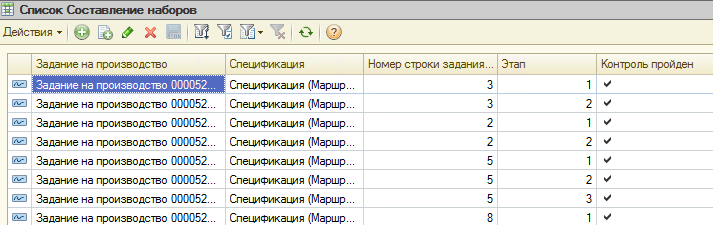 Список Составление наборов
Действия
Задание на производство Спецификация Номер строки задания... Этап Контроль пройден
Задание на производство 000052... Спецификация (Маршр... 3 1
Задание на производство 000052... Спецификация (Маршр... 3 2
Задание на производство 000052... Спецификация (Маршр... 2 1
Задание на производство 000052... Спецификация (Маршр... 2 2
Задание на производство 000052... Спецификация (Маршр... 5 1
Задание на производство 000052... Спецификация (Маршр... 5 2
Задание на производство 000052... Спецификация (Маршр... 5 3
Задание на производство 000052... Спецификация (Маршр... 8 1